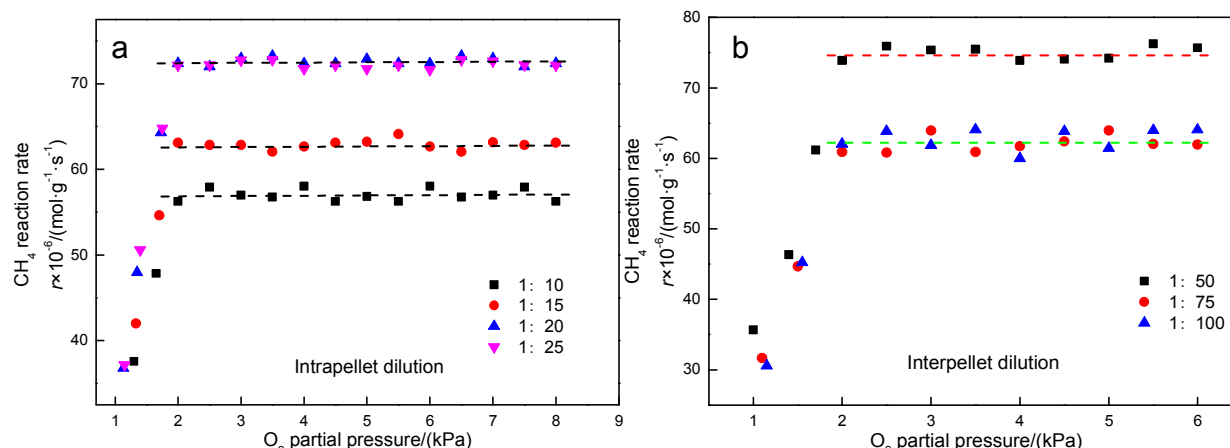 a
70
60
50
40
CH₄ reaction rate
r×10⁻⁶/(mol·g⁻¹·s⁻¹)
1: 10
1: 15
1: 20
1: 25
Intrapellet dilution
1 2 3 4 5 6 7 8 9
O₂ partial pressure/(kPa)
b
80
70
60
50
40
30
CH₄ reaction rate
r×10⁻⁶/(mol·g⁻¹·s⁻¹)
1: 50
1: 75
1: 100
Interpellet dilution
1 2 3 4 5 6
O₂ partial pressure/(kPa)